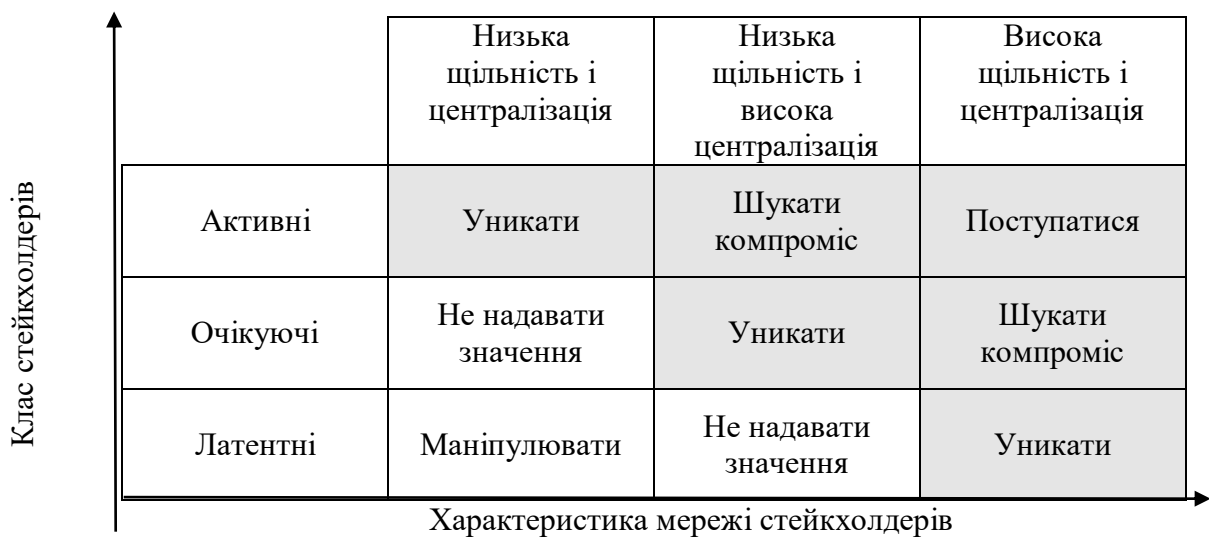 Низька
щільність і
централізація
Низька
щільність і
висока
централізація
Висока
щільність і
централізація
Клас стейкхолдерів
Активні
Уникати
Шукати
компроміс
Поступатися
Очікуючі
Не надавати
значення
Уникати
Шукати
компроміс
Латентні
Маніпулювати
Не надавати
значення
Уникати
Характеристика мережі стейкхолдерів